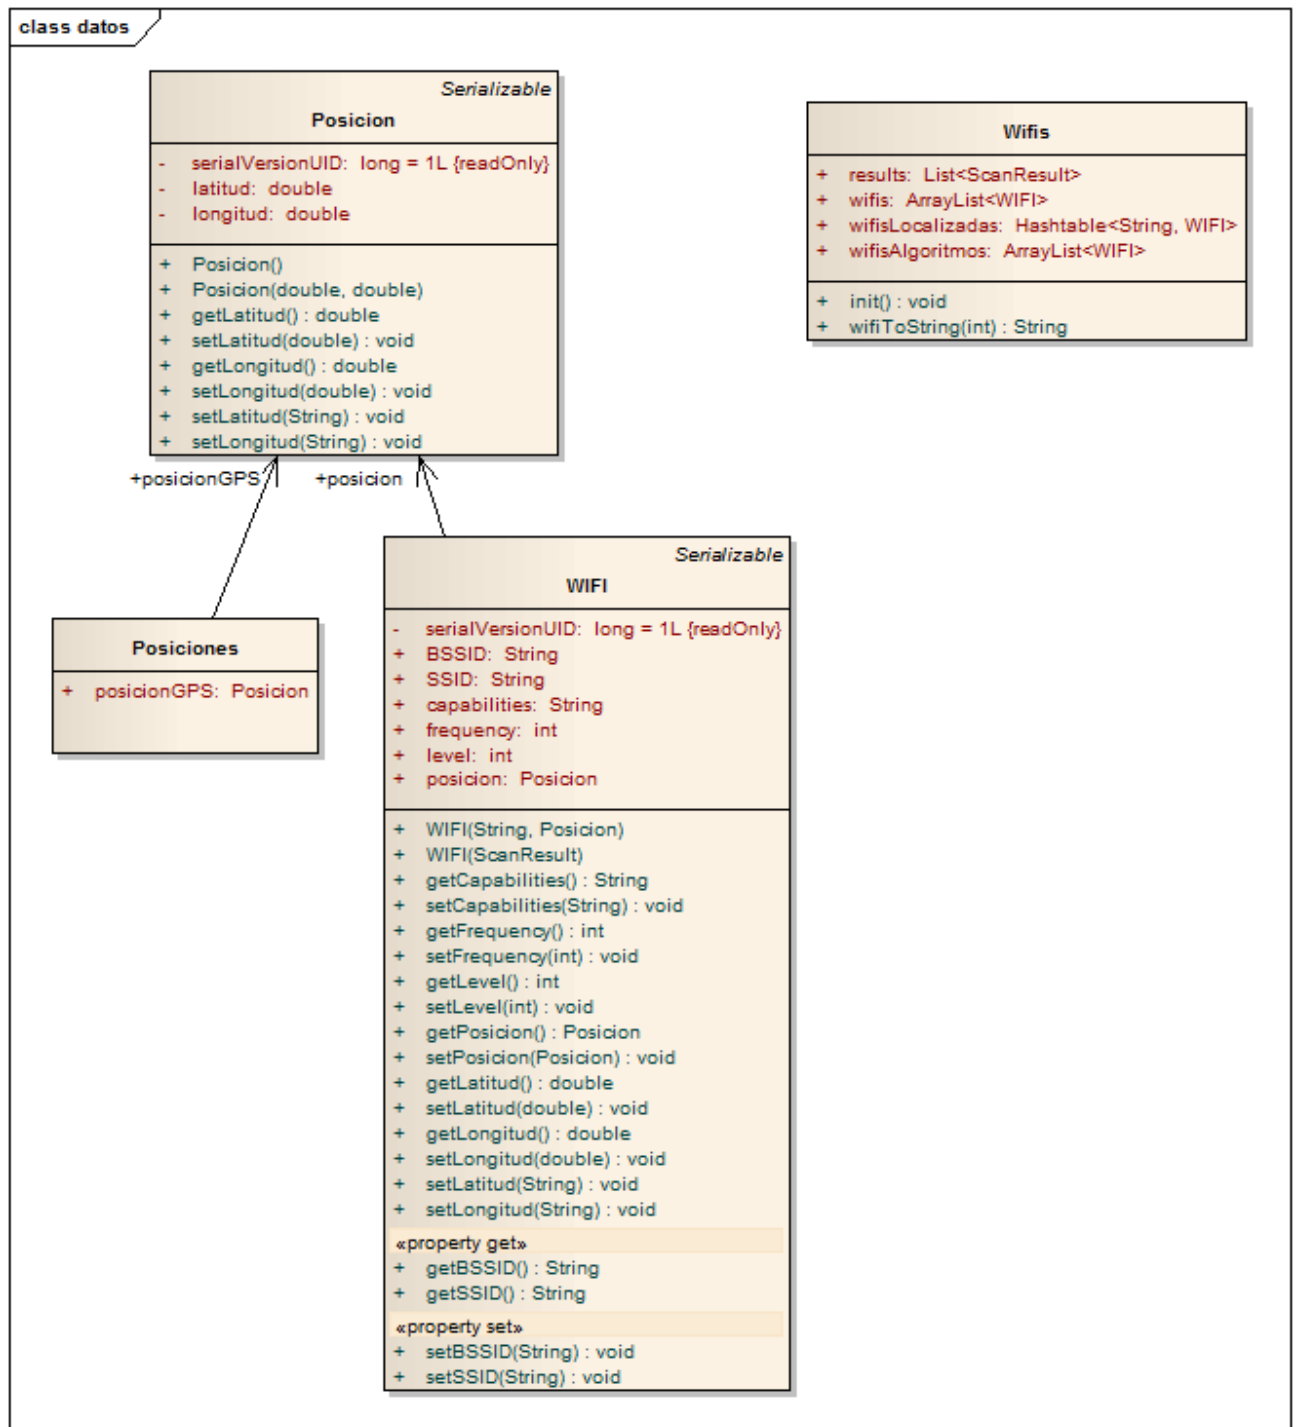 class datos
Serializable
Posicion
- serialVersionUID: long = 1L {readOnly}
- latitud: double
- longitud: double
+ Posicion()
+ Posicion(double, double)
+ getLatitud() : double
+ setLatitud(double) : void
+ getLongitud() : double
+ setLongitud(double) : void
+ setLatitud(String) : void
+ setLongitud(String) : void
Wifis
+ results: List<ScanResult>
+ wifis: ArrayList<WIFI>
+ wifisLocalizadas: Hashtable<String, WIFI>
+ wifisAlgoritmos: ArrayList<WIFI>
+ init() : void
+ wifiToString(int) : String
+posicionGPS
+posicion
Posiciones
+ posicionGPS: Posicion
Serializable
WIFI
- serialVersionUID: long = 1L {readOnly}
+ BSSID: String
+ SSID: String
+ capabilities: String
+ frequency: int
+ level: int
+ posicion: Posicion
+ WIFI(String, Posicion)
+ WIFI(ScanResult)
+ getCapabilities() : String
+ setCapabilities(String) : void
+ getFrequency() : int
+ setFrequency(int) : void
+ getLevel() : int
+ setLevel(int) : void
+ getPosicion() : Posicion
+ setPosicion(Posicion) : void
+ getLatitud() : double
+ setLatitud(double) : void
+ getLongitud() : double
+ setLongitud(double) : void
+ setLatitud(String) : void
+ setLongitud(String) : void
«property get»
+ getBSSID() : String
+ getSSID() : String
«property set»
+ setBSSID(String) : void
+ setSSID(String) : void